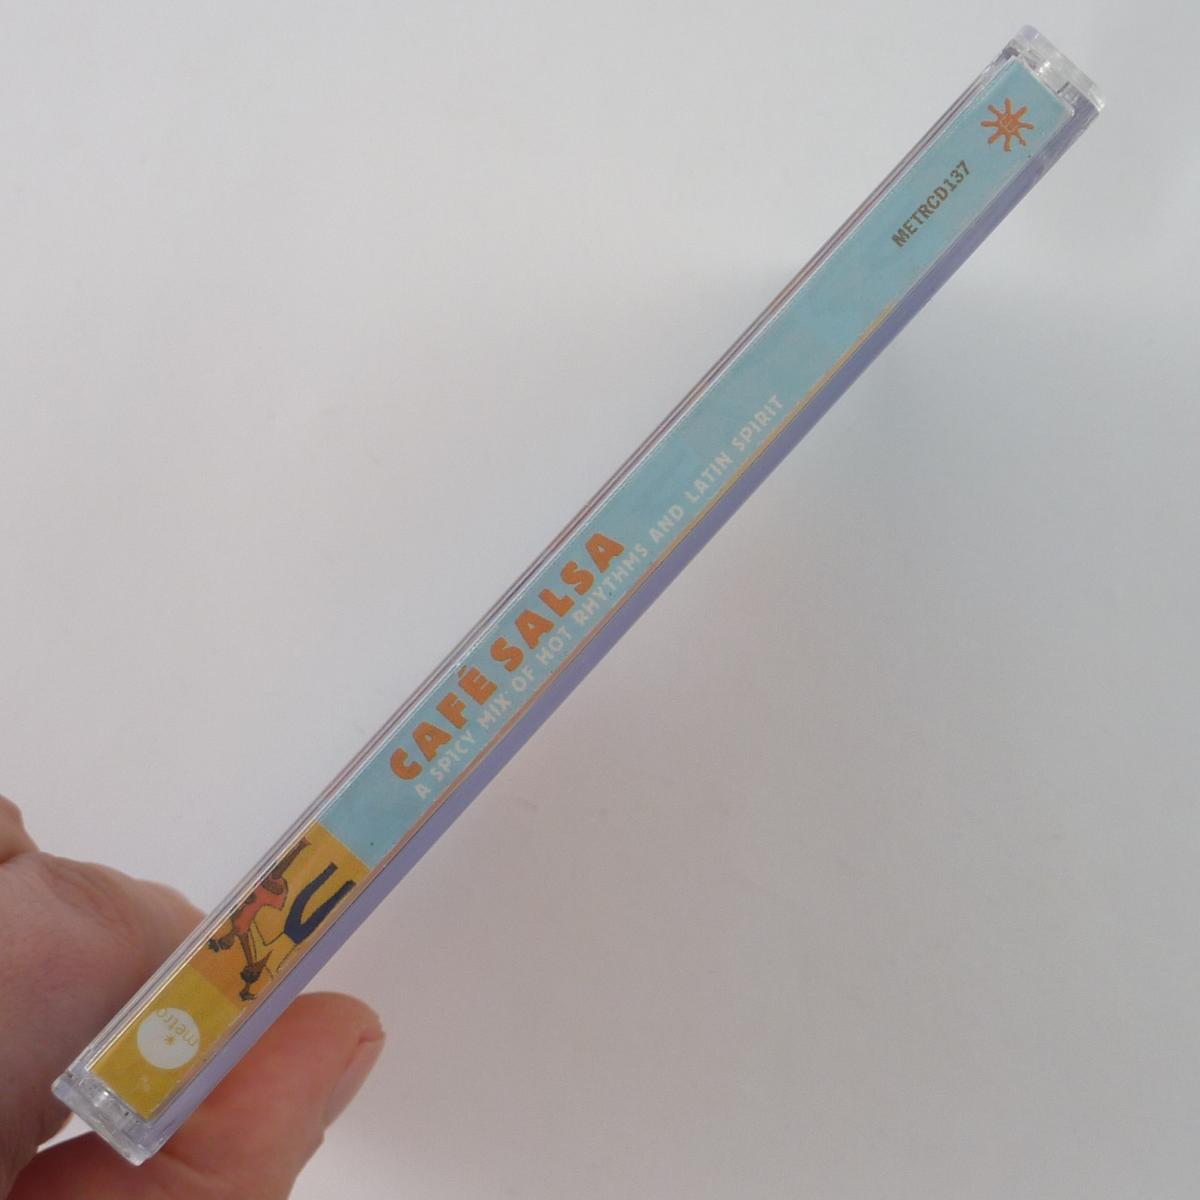 metro
CAFÉ SALSA
A SPICY MIX OF HOT RHYTHMS AND LATIN SPIRIT
METRCD137